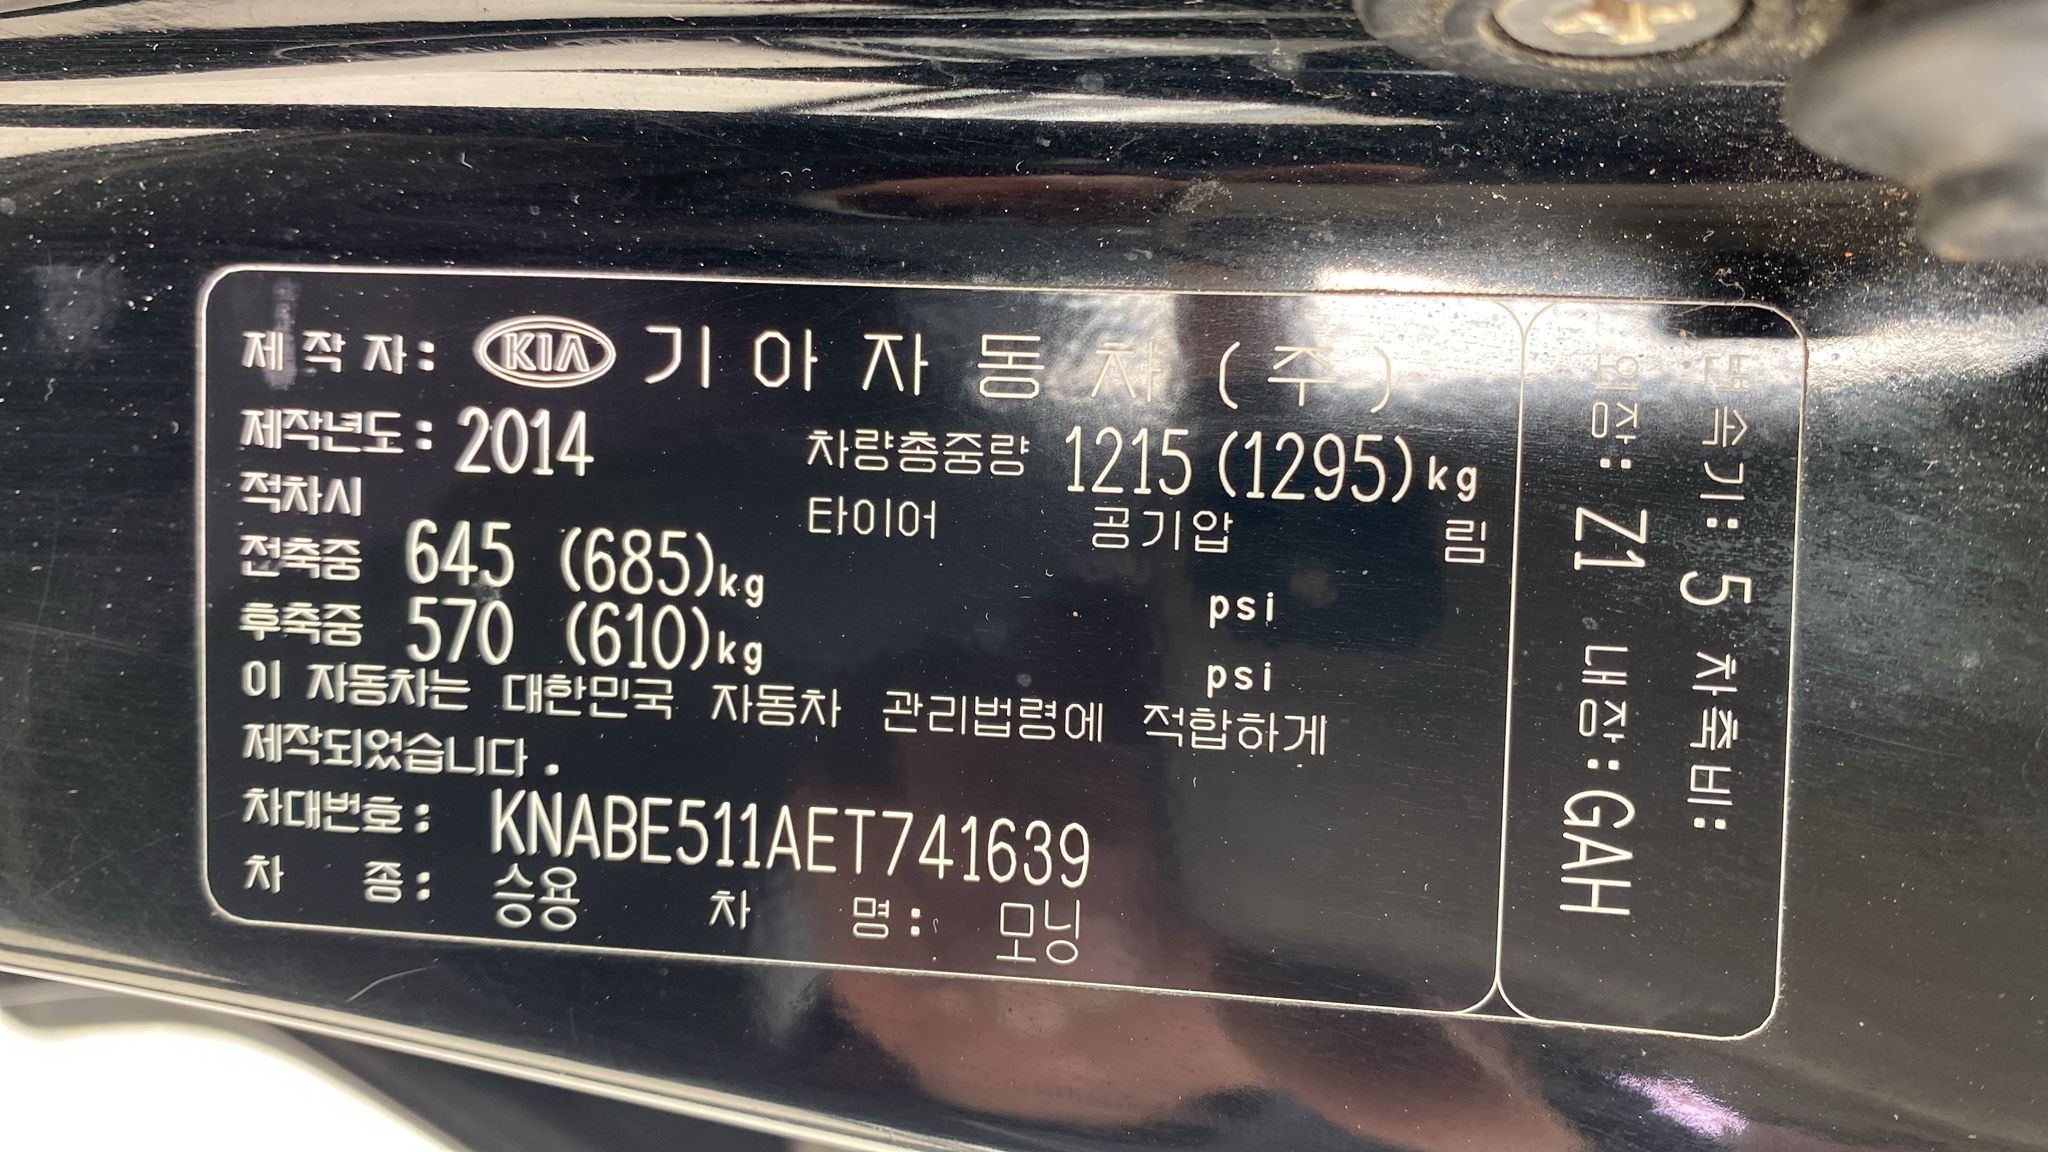 제 작 자 : KIA 기 아 자 동 차 ( 주 )
제작년도 : 2014 차량총중량 1215 (1295) kg
적차시 타이어 공기압 림
전축중 645 (685)kg psi
후축중 570 (610)kg psi
이 자동차는 대한민국 자동차 관리법령에 적합하게
제작되었습니다 .
차대번호 : KNABE511AET741639
차 종 : 승용 차 명 : 모닝
변속기 : 5 차축비 :
외장 : Z1 내장 : GAH